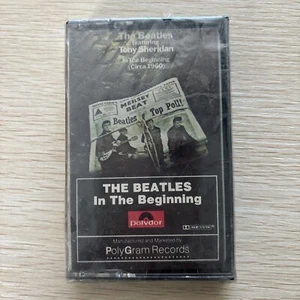 The Beatles
featuring
Tony Sheridan
In The Beginning
(Circa 1960)
MERSEY
BEAT
Beatles Top Poll!
THE BEATLES
In The Beginning
polydor
Manufactured and Marketed by
PolyGram Records